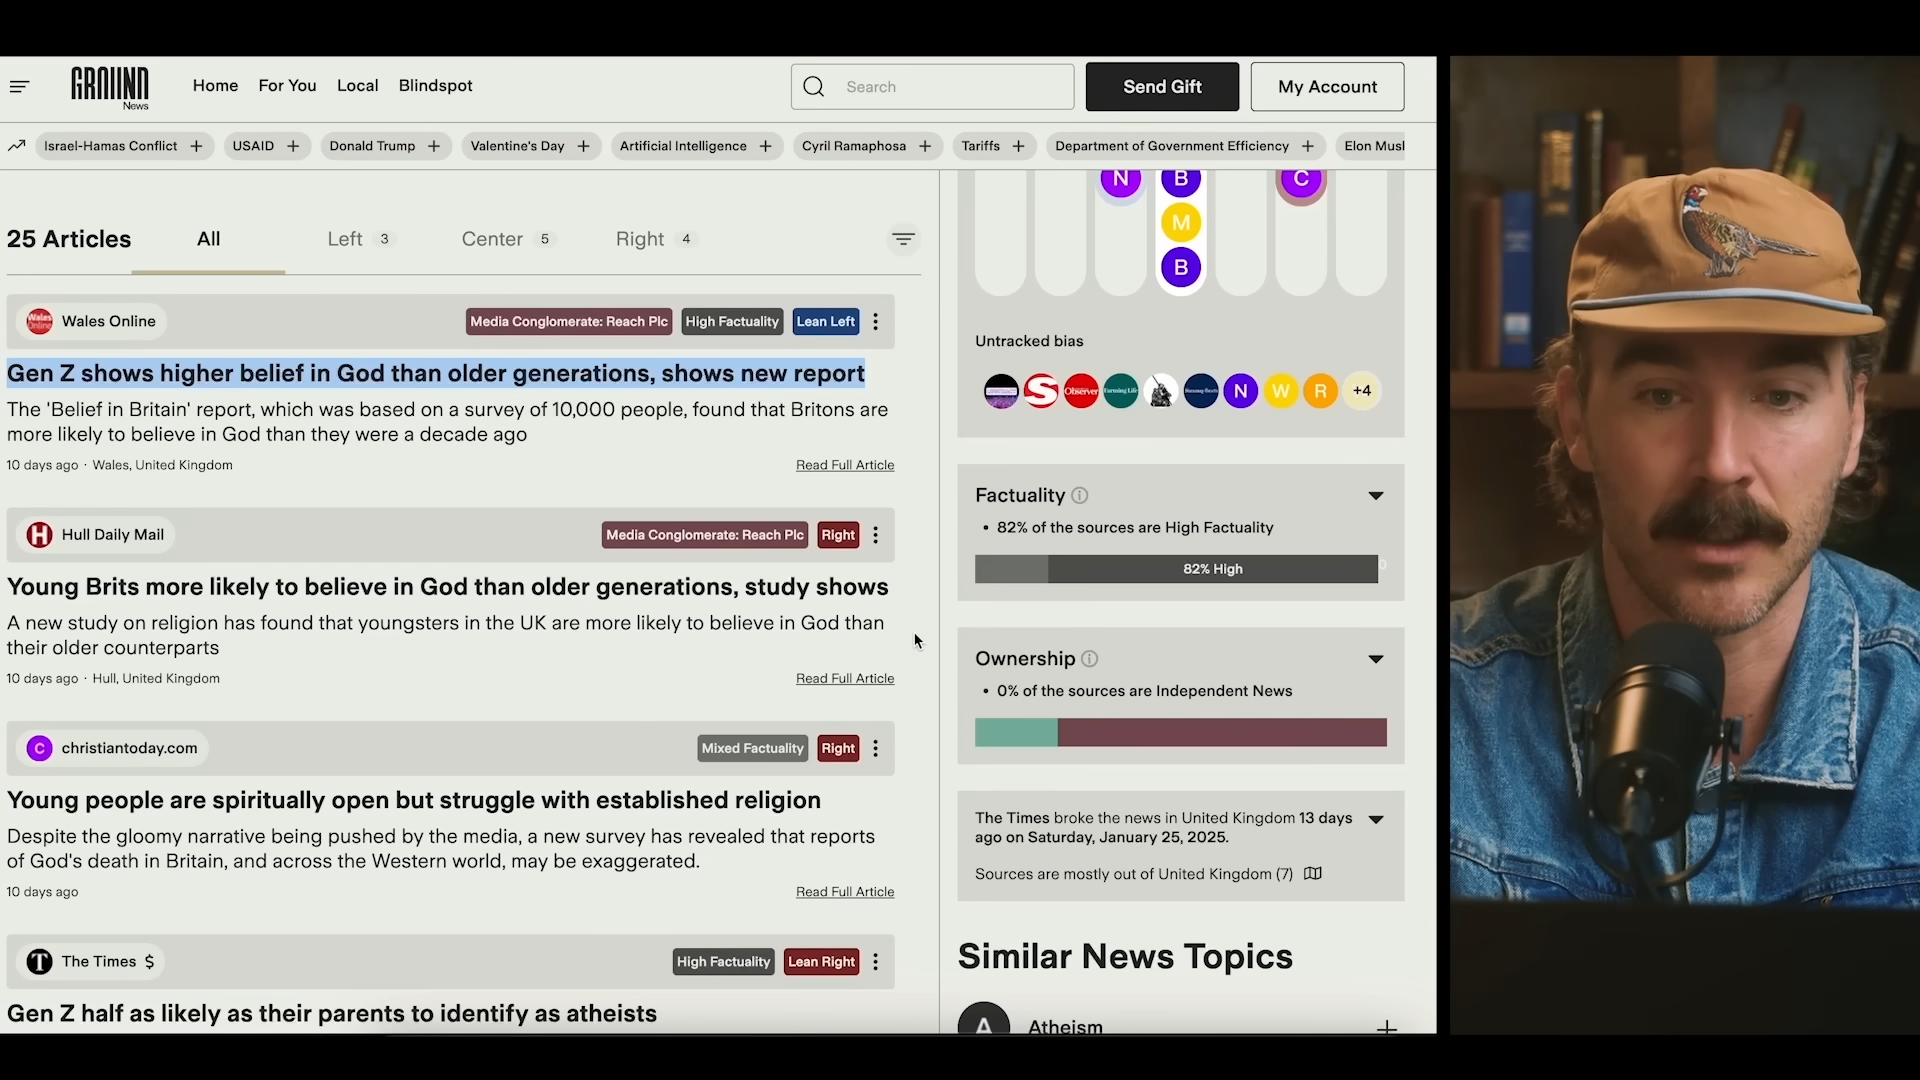 GROUND
News
Home
For You
Local
Blindspot
Search
Send Gift
My Account
Israel-Hamas Conflict +
USAID +
Donald Trump +
Valentine's Day +
Artificial Intelligence +
Cyril Ramaphosa +
Tariffs +
Department of Government Efficiency +
Elon Musl
25 Articles
All
Left 3
Center 5
Right 4
Wales Online
Media Conglomerate: Reach Plc
High Factuality
Lean Left
Gen Z shows higher belief in God than older generations, shows new report
The 'Belief in Britain' report, which was based on a survey of 10,000 people, found that Britons are
more likely to believe in God than they were a decade ago
10 days ago · Wales, United Kingdom
Read Full Article
H Hull Daily Mail
Media Conglomerate: Reach Plc
Right
Young Brits more likely to believe in God than older generations, study shows
A new study on religion has found that youngsters in the UK are more likely to believe in God than
their older counterparts
10 days ago · Hull, United Kingdom
Read Full Article
C christiantoday.com
Mixed Factuality
Right
Young people are spiritually open but struggle with established religion
Despite the gloomy narrative being pushed by the media, a new survey has revealed that reports
of God's death in Britain, and across the Western world, may be exaggerated.
10 days ago
Read Full Article
T The Times $
High Factuality
Lean Right
Gen Z half as likely as their parents to identify as atheists
N B C
M
B
Untracked bias
S Observer Farming Life N W R +4
Factuality
• 82% of the sources are High Factuality
82% High
Ownership
• 0% of the sources are Independent News
The Times broke the news in United Kingdom 13 days
ago on Saturday, January 25, 2025.
Sources are mostly out of United Kingdom (7)
Similar News Topics
A Atheism +